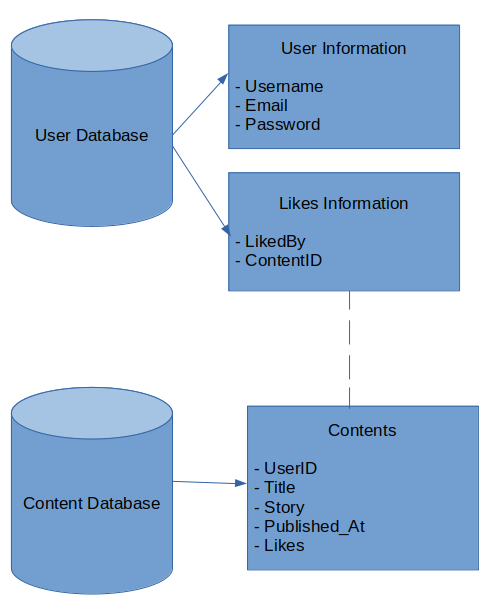 User Database
User Information
- Username
- Email
- Password
Likes Information
- LikedBy
- ContentID
Content Database
Contents
- UserID
- Title
- Story
- Published_At
- Likes